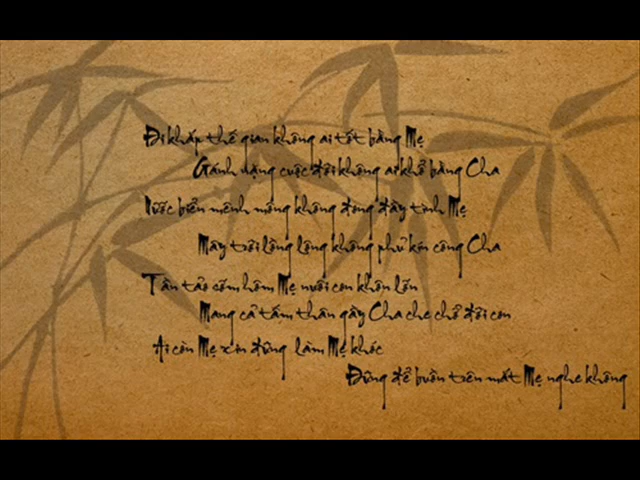 Đi khắp thế gian không ai tốt bằng Mẹ
Gánh nặng cuộc đời không ai khổ bằng Cha
Nước biển mênh mông không đong đầy tình Mẹ
Mây trời lồng lộng không phủ kín công Cha
Tần tảo sớm hôm Mẹ nuôi con khôn lớn
Mang cả tấm thân gầy Cha che chở đời con
Ai còn Mẹ xin đừng làm Mẹ khóc
Đừng để buồn trên mắt Mẹ nghe không